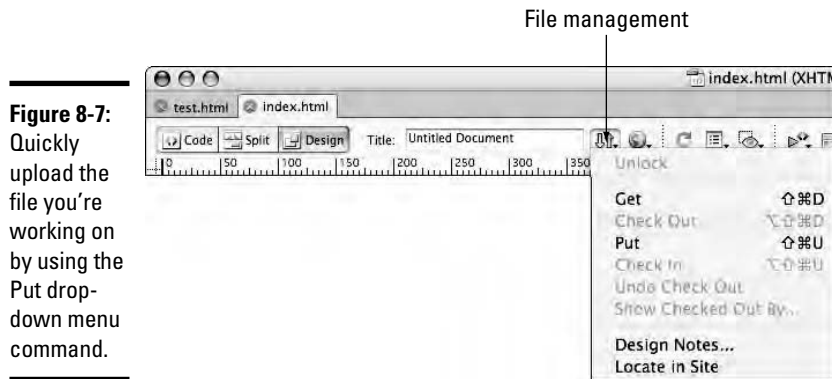 File management
Figure 8-7:
Quickly
upload the
file you're
working on
by using the
Put drop-
down menu
command.
index.html (XHTM
test.html index.html
Code Split Design Title: Untitled Document
0 50 100 150 200 250 300 350
Unlock
Get ⇧⌘D
Check Out ⌥⇧⌘D
Put ⇧⌘U
Check In ⌥⇧⌘U
Undo Check Out
Show Checked Out By...
Design Notes...
Locate in Site